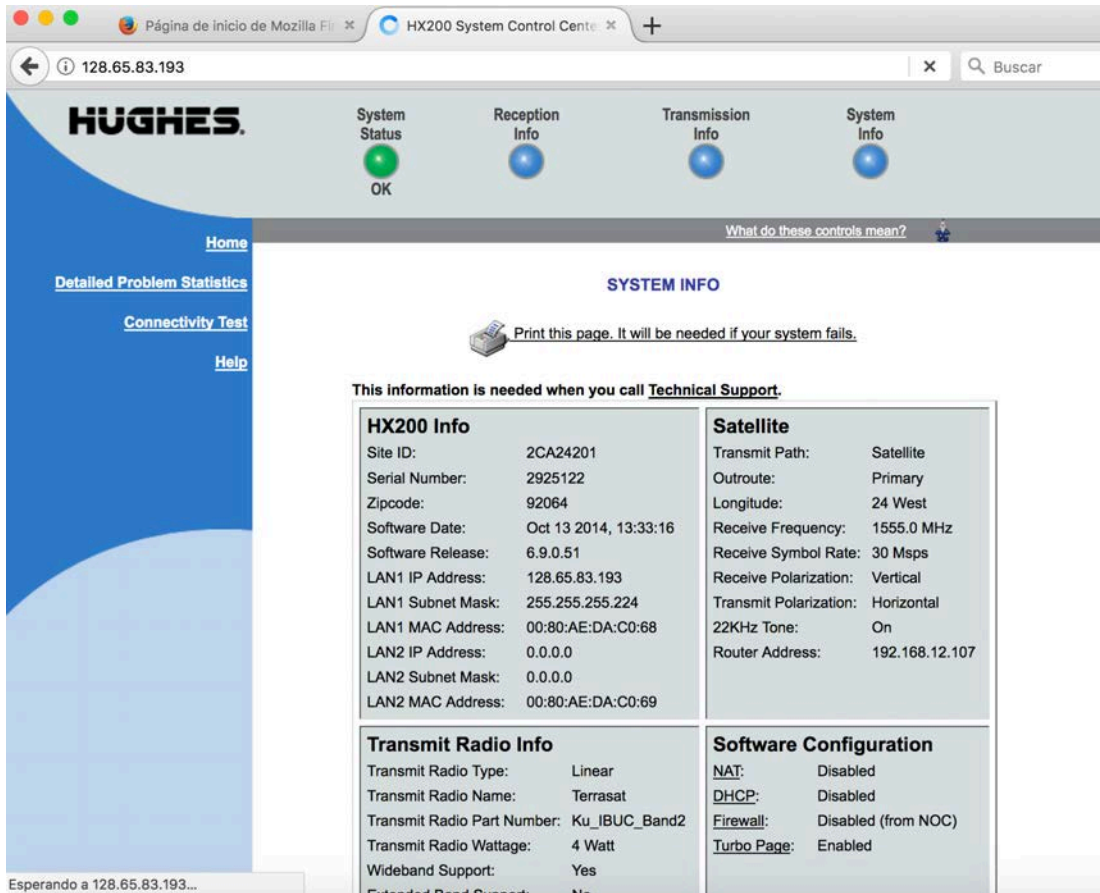 Página de inicio de Mozilla Fir
HX200 System Control Cente
128.65.83.193
Buscar
HUGHES.
System Status
OK
Reception Info
Transmission Info
System Info
What do these controls mean?
Home
Detailed Problem Statistics
Connectivity Test
Help
SYSTEM INFO
Print this page. It will be needed if your system fails.
This information is needed when you call Technical Support.
HX200 Info
Site ID: 2CA24201
Serial Number: 2925122
Zipcode: 92064
Software Date: Oct 13 2014, 13:33:16
Software Release: 6.9.0.51
LAN1 IP Address: 128.65.83.193
LAN1 Subnet Mask: 255.255.255.224
LAN1 MAC Address: 00:80:AE:DA:C0:68
LAN2 IP Address: 0.0.0.0
LAN2 Subnet Mask: 0.0.0.0
LAN2 MAC Address: 00:80:AE:DA:C0:69
Satellite
Transmit Path: Satellite
Outroute: Primary
Longitude: 24 West
Receive Frequency: 1555.0 MHz
Receive Symbol Rate: 30 Msps
Receive Polarization: Vertical
Transmit Polarization: Horizontal
22KHz Tone: On
Router Address: 192.168.12.107
Transmit Radio Info
Transmit Radio Type: Linear
Transmit Radio Name: Terrasat
Transmit Radio Part Number: Ku_IBUC_Band2
Transmit Radio Wattage: 4 Watt
Wideband Support: Yes
Extended Band Support: No
Software Configuration
NAT: Disabled
DHCP: Disabled
Firewall: Disabled (from NOC)
Turbo Page: Enabled
Esperando a 128.65.83.193...